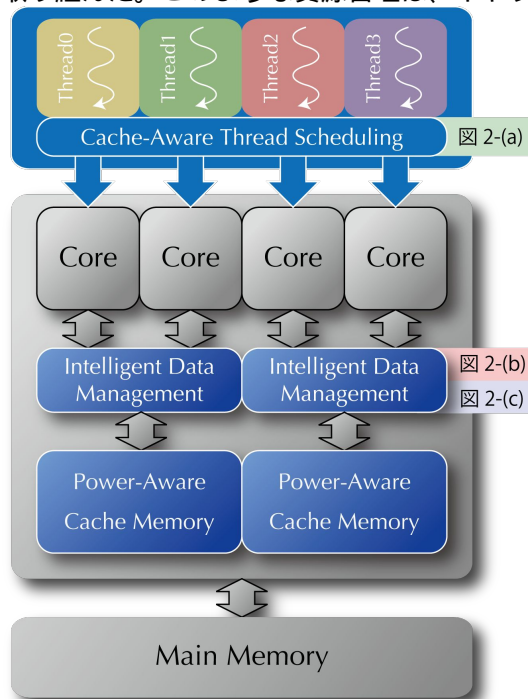 Thread0
Thread1
Thread2
Thread3
Cache-Aware Thread Scheduling
図 2-(a)
Core
Core
Core
Core
Intelligent Data
Management
Intelligent Data
Management
図 2-(b)
図 2-(c)
Power-Aware
Cache Memory
Power-Aware
Cache Memory
Main Memory